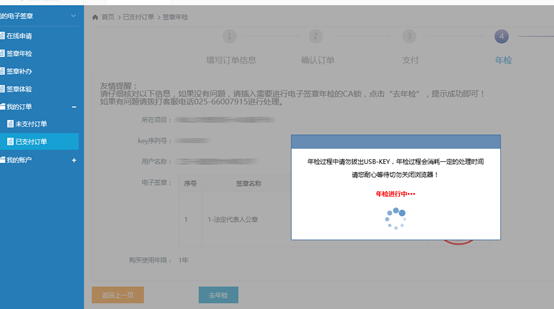 我的电子签章
首页 > 已支付订单 > 签章年检
在线申请
签章年检
签章补办
签章体验
我的订单
未支付订单
已支付订单
我的账户
1
2
3
4
填写订单信息
确认订单
支付
年检
友情提醒：
请仔细核对以下信息，如果没有问题，请插入需要进行电子签章年检的CA锁，点击“去年检”，提示成功即可！
如果有问题请拨打客服电话025-66007915进行处理。
所在项目：
key序列号：
用户名称：
电子签章：
序号
签章名称
1
1-法定代表人公章
购买使用年限：
1年
返回上一页
去年检
年检过程中请勿拔出USB-KEY，年检过程会消耗一定的处理时间
请您耐心等待切勿关闭浏览器！
年检进行中•••